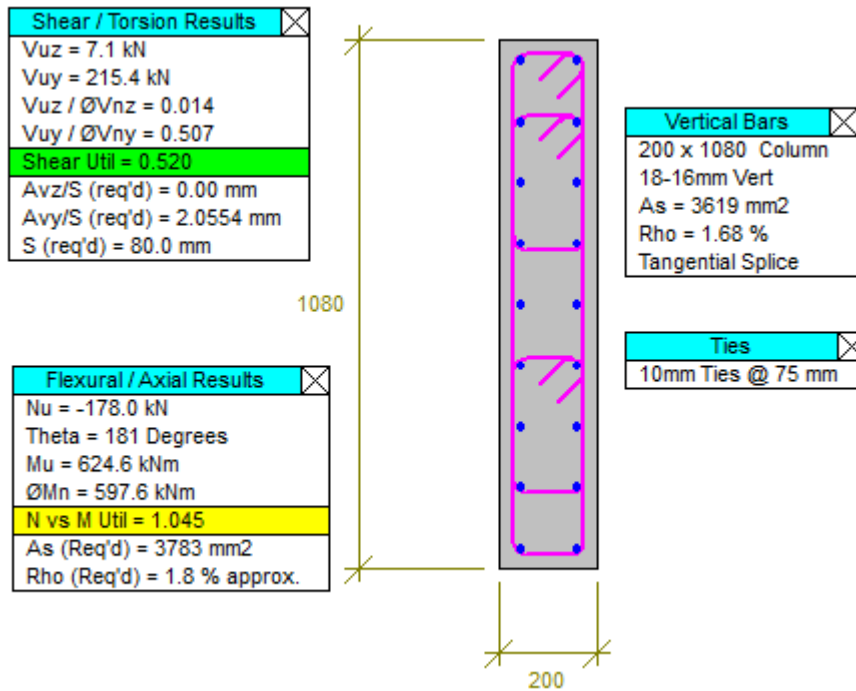 Shear / Torsion Results
Vuz = 7.1 kN
Vuy = 215.4 kN
Vuz / ØVnz = 0.014
Vuy / ØVny = 0.507
Shear Util = 0.520
Avz/S (req'd) = 0.00 mm
Avy/S (req'd) = 2.0554 mm
S (req'd) = 80.0 mm
Flexural / Axial Results
Nu = -178.0 kN
Theta = 181 Degrees
Mu = 624.6 kNm
ØMn = 597.6 kNm
N vs M Util = 1.045
As (Req'd) = 3783 mm2
Rho (Req'd) = 1.8 % approx.
1080
200
Vertical Bars
200 x 1080 Column
18-16mm Vert
As = 3619 mm2
Rho = 1.68 %
Tangential Splice
Ties
10mm Ties @ 75 mm